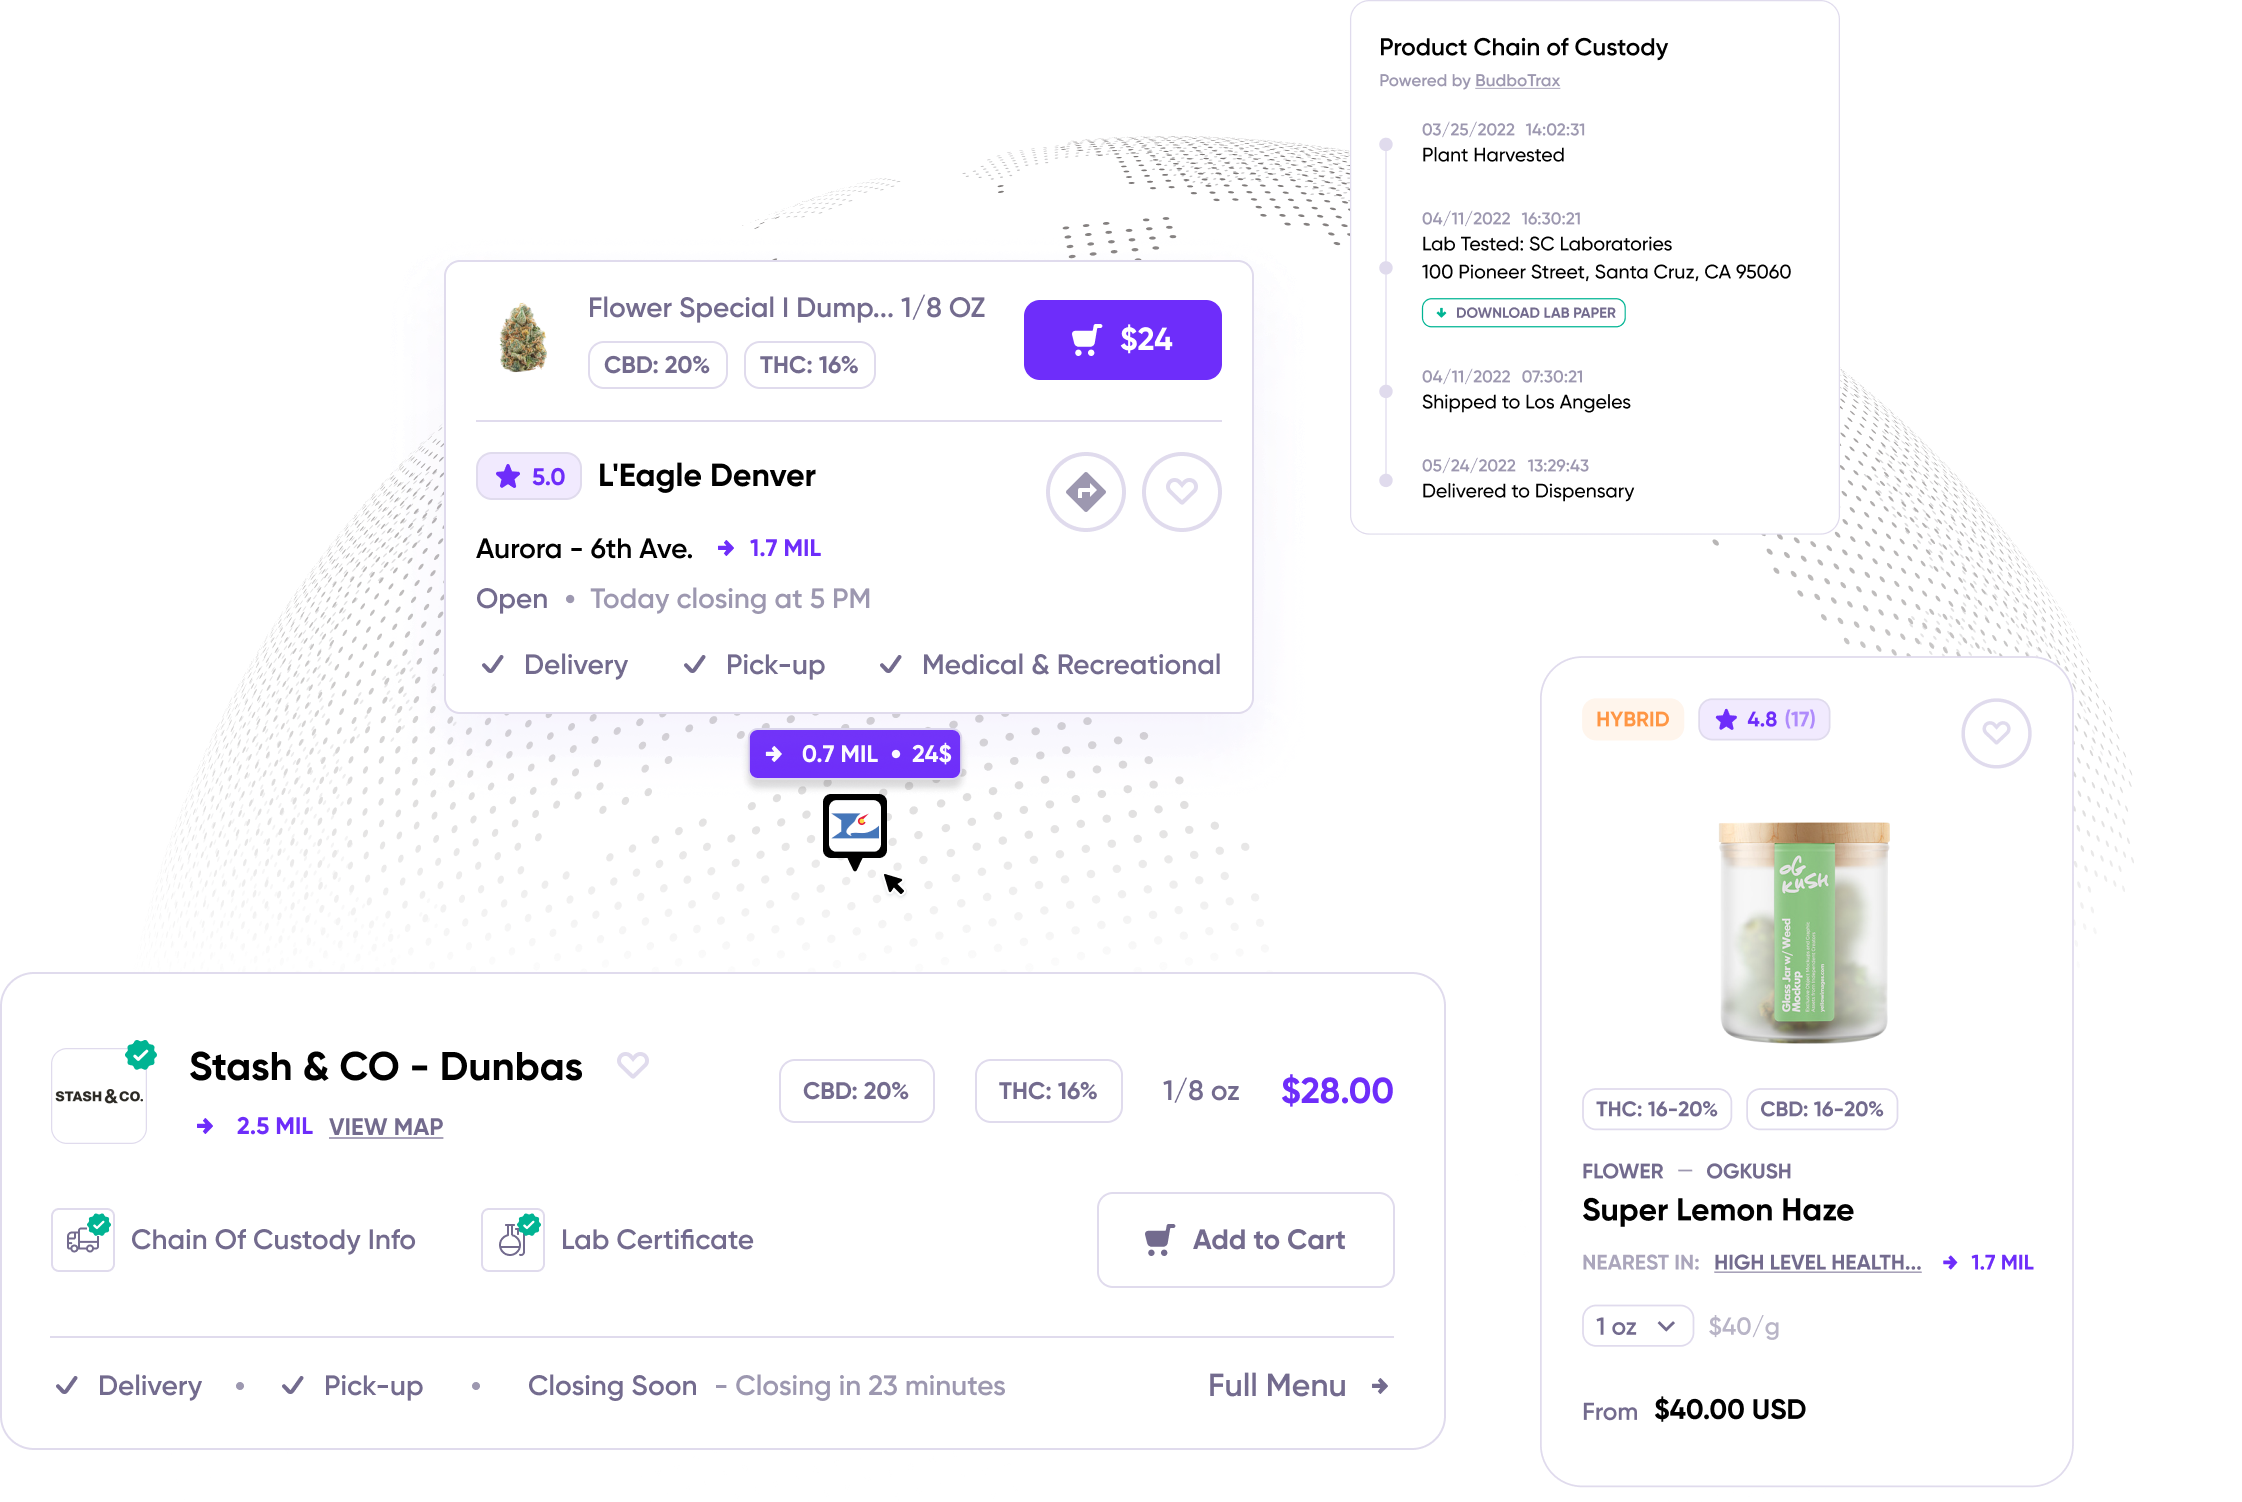 Product Chain of Custody
Powered by BudboTrax
03/25/2022 14:02:31
Plant Harvested
04/11/2022 16:30:21
Lab Tested: SC Laboratories
100 Pioneer Street, Santa Cruz, CA 95060
DOWNLOAD LAB PAPER
04/11/2022 07:30:21
Shipped to Los Angeles
05/24/2022 13:29:43
Delivered to Dispensary
Flower Special I Dump... 1/8 OZ
CBD: 20% THC: 16%
$24
5.0 L'Eagle Denver
Aurora - 6th Ave. 1.7 MIL
Open • Today closing at 5 PM
Delivery Pick-up Medical & Recreational
0.7 MIL • 24$
HYBRID 4.8 (17)
OG
KUSH
Glass Jar w/ Weed
Mockup
THC: 16-20% CBD: 16-20%
FLOWER — OGKUSH
Super Lemon Haze
NEAREST IN: HIGH LEVEL HEALTH... 1.7 MIL
1 oz $40/g
From $40.00 USD
STASH & CO.
Stash & CO - Dunbas
2.5 MIL VIEW MAP
CBD: 20% THC: 16% 1/8 oz $28.00
Chain Of Custody Info Lab Certificate Add to Cart
Delivery • Pick-up • Closing Soon - Closing in 23 minutes Full Menu